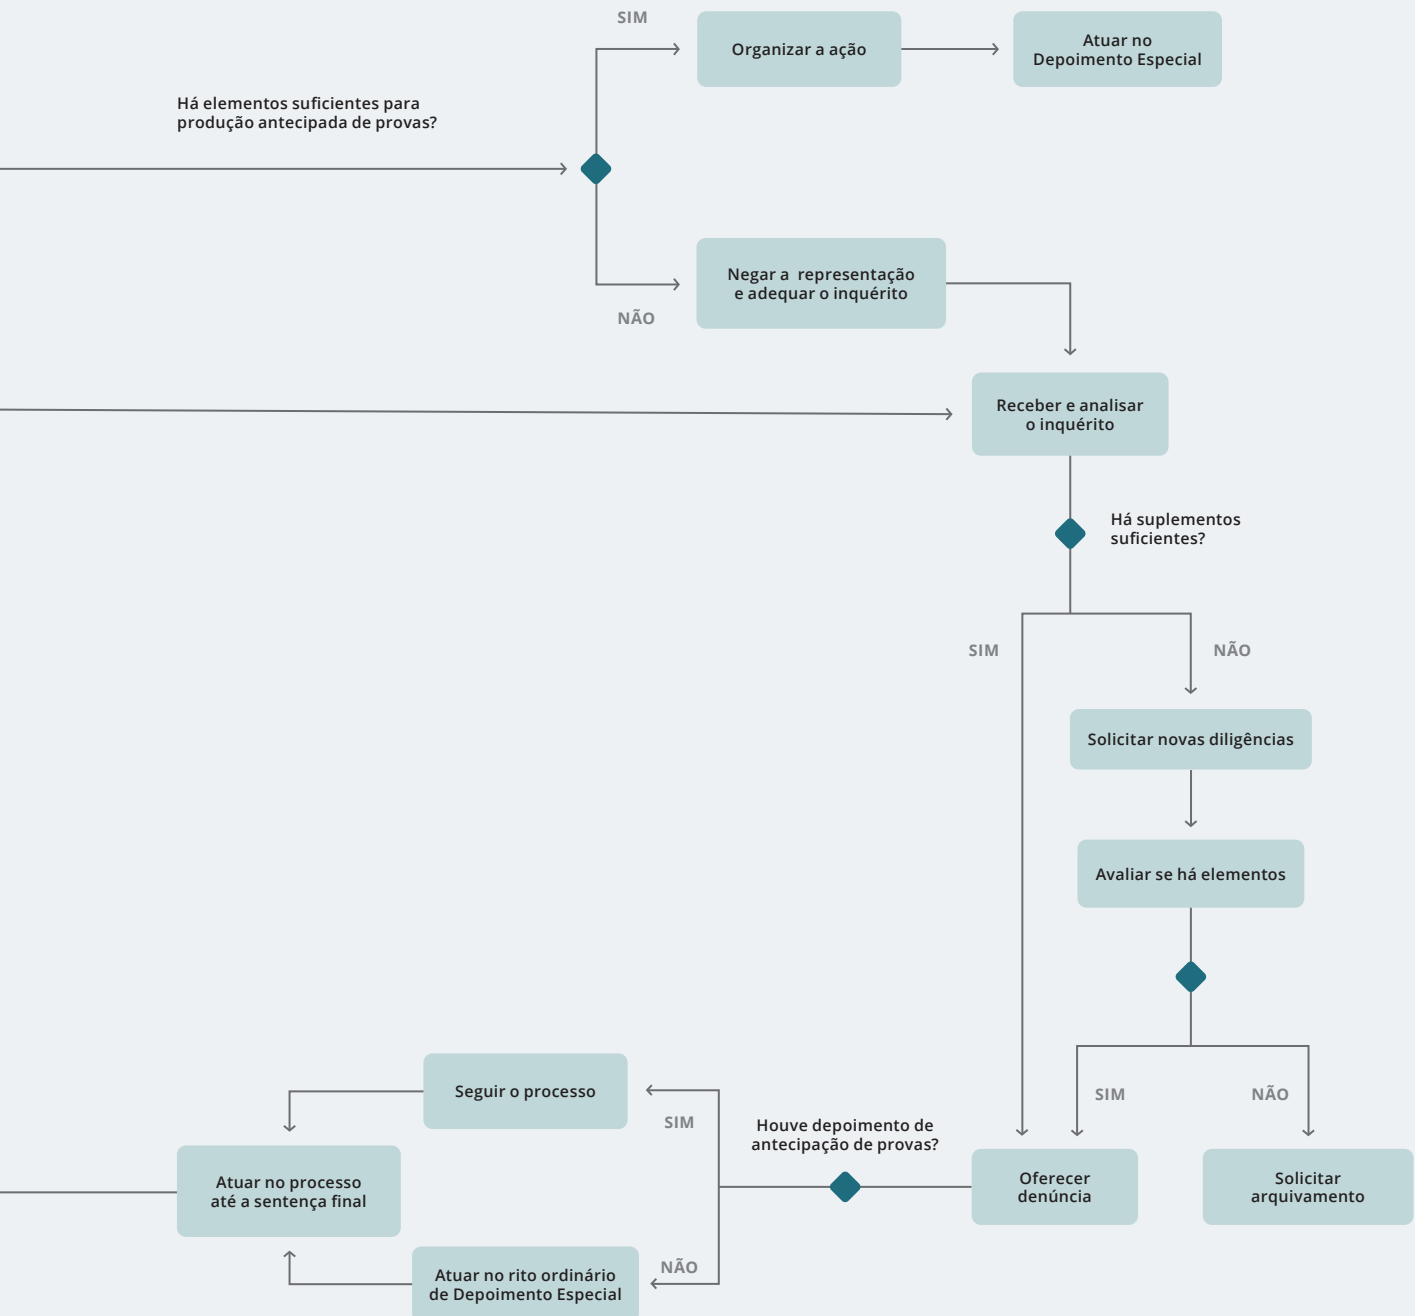 SIM
Organizar a ação
Atuar no
Depoimento Especial
Há elementos suficientes para
produção antecipada de provas?
Negar a  representação
e adequar o inquérito
NÃO
Receber e analisar
o inquérito
Há suplementos
suficientes?
SIM
NÃO
Solicitar novas diligências
Avaliar se há elementos
SIM
NÃO
Seguir o processo
SIM
Houve depoimento de
antecipação de provas?
Oferecer
denúncia
Solicitar
arquivamento
Atuar no processo
até a sentença final
NÃO
Atuar no rito ordinário
de Depoimento Especial